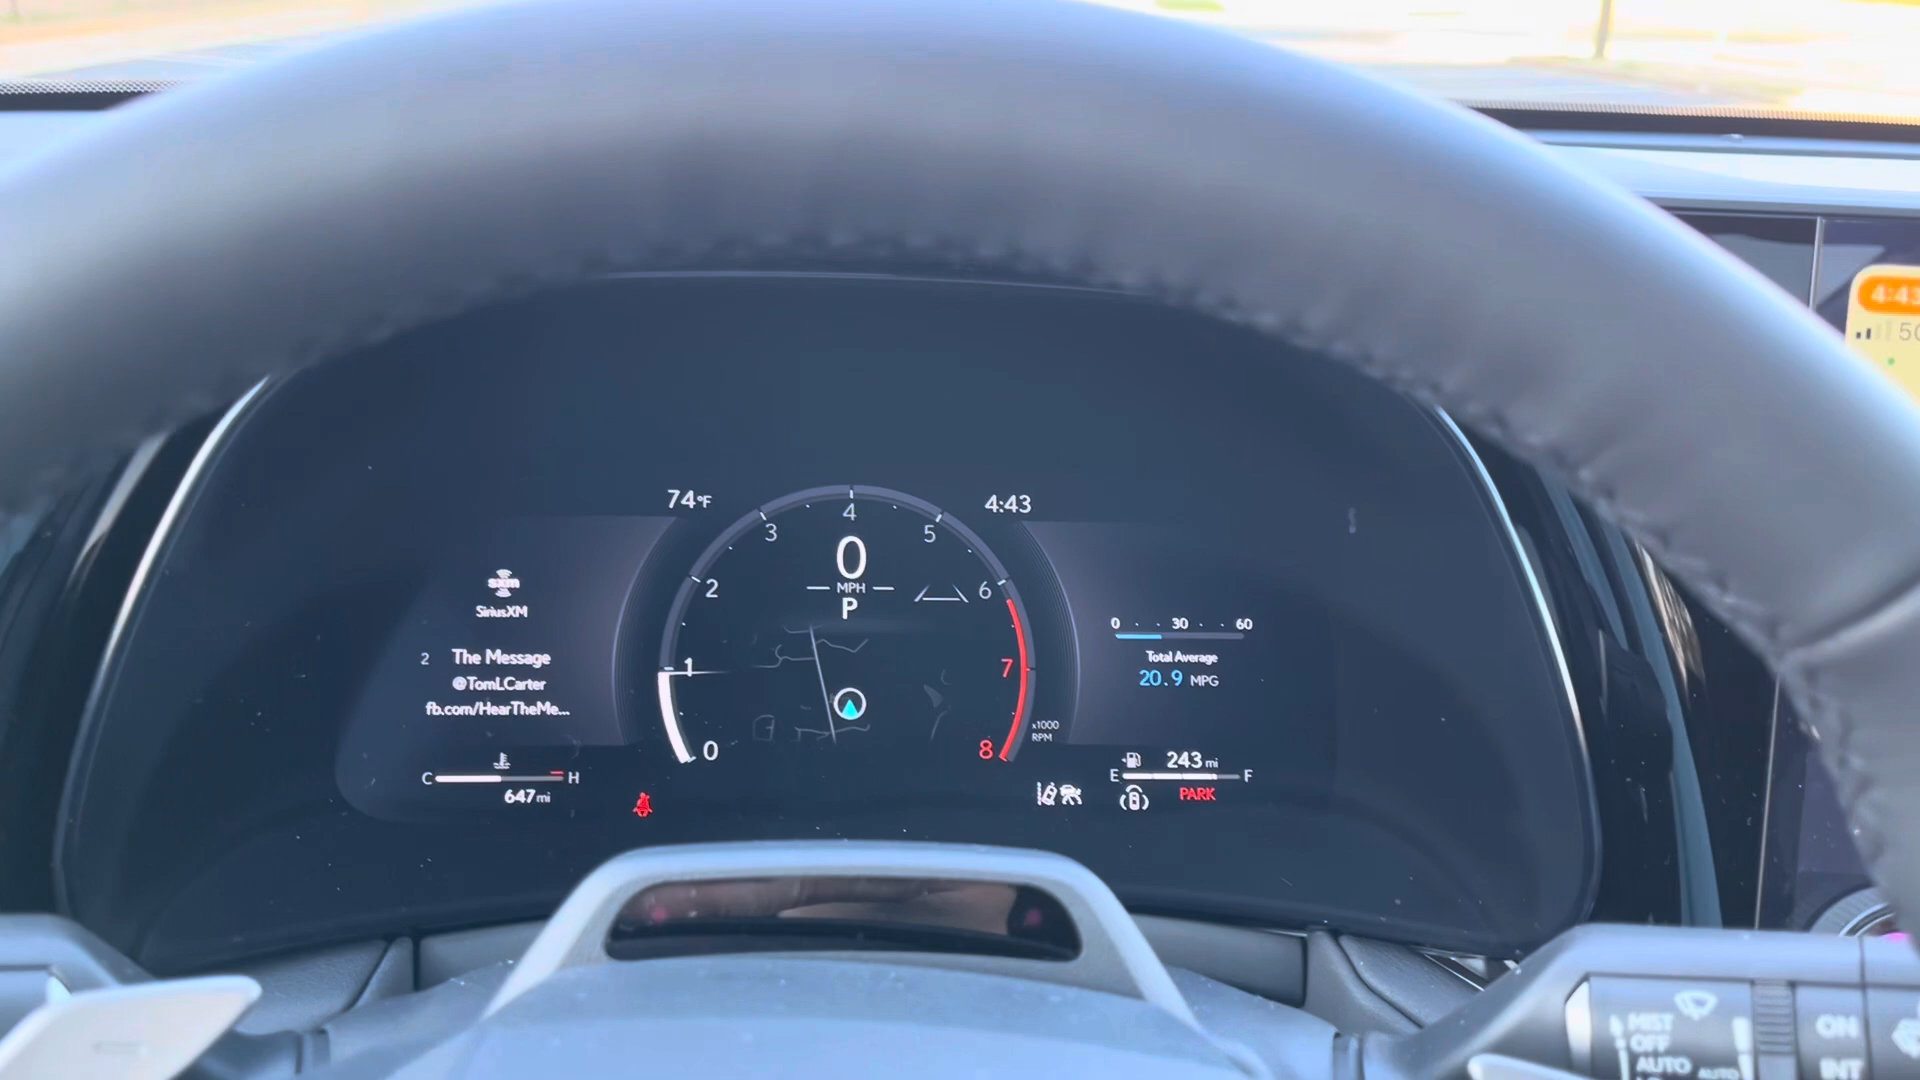 4:43
74°F
4:43
4
3
5
0
2
MPH
6
P
sxm
SiriusXM
0 30 60
2 The Message
Total Average
@TomLCarter
20.9 MPG
fb.com/HearTheMe...
1
7
x1000
RPM
0
8
C H
647 mi
243 mi
E F
PARK
MIST
OFF
AUTO
AUTO
ON
INT